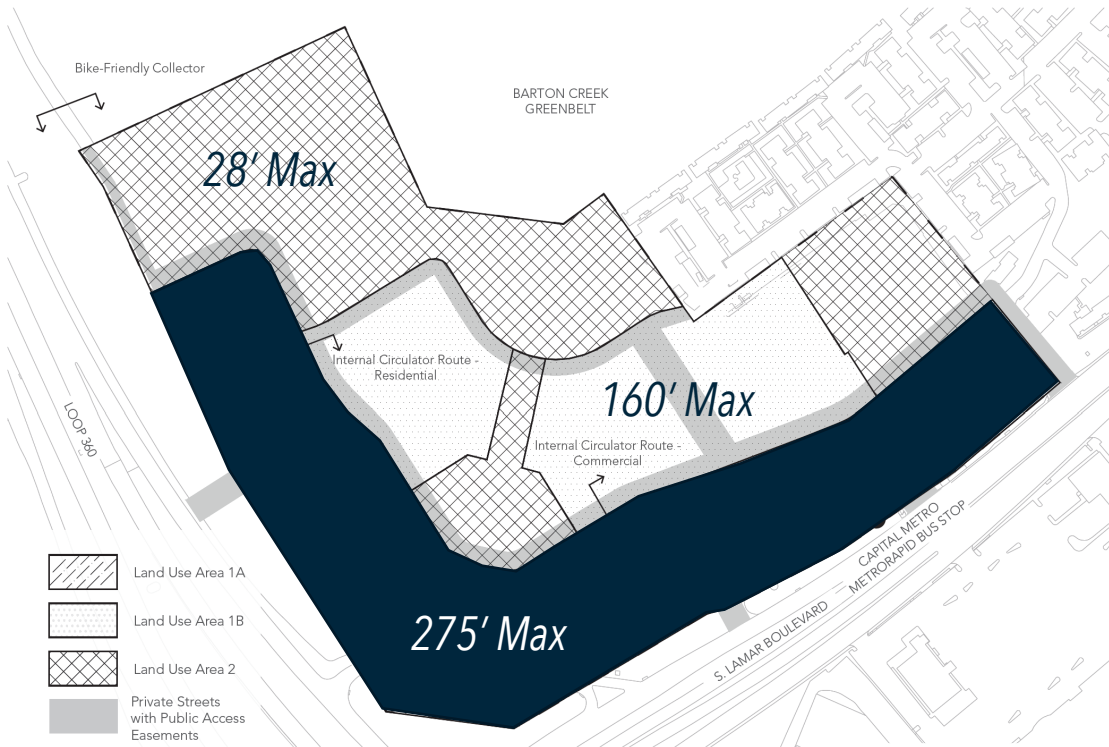 Bike-Friendly Collector
BARTON CREEK
GREENBELT
28' Max
Internal Circulator Route -
Residential
160' Max
Internal Circulator Route -
Commercial
LOOP 360
CAPITAL METRO
METRORAPID BUS STOP
S. LAMAR BOULEVARD
275' Max
Land Use Area 1A
Land Use Area 1B
Land Use Area 2
Private Streets
with Public Access
Easements